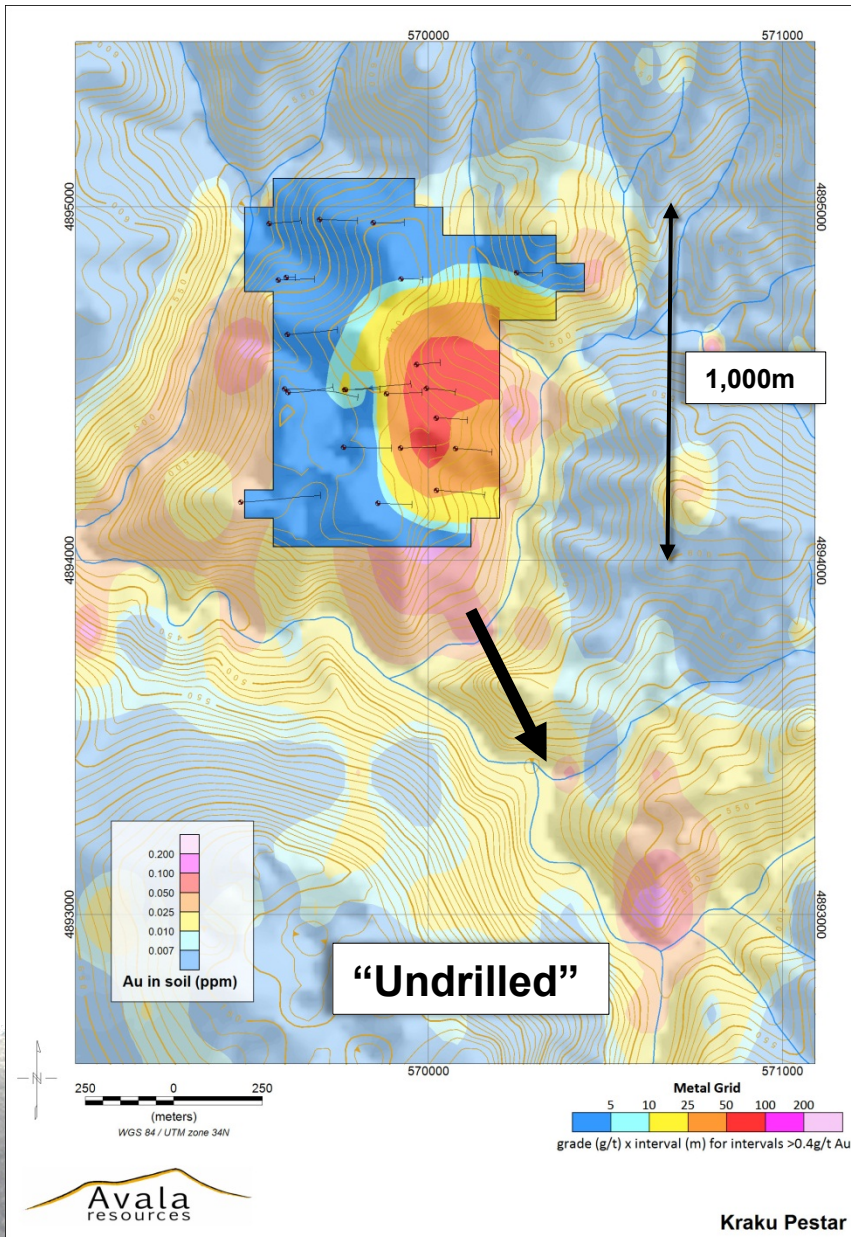 570000
571000
4895000
4895000
1,000m
4894000
4894000
4893000
4893000
0.200
0.100
0.050
0.025
0.010
0.007
Au in soil (ppm)
“Undrilled”
570000
571000
N
250 0 250
(meters)
WGS 84 / UTM zone 34N
Metal Grid
5 10 25 50 100 200
grade (g/t) x interval (m) for intervals >0.4g/t Au
Avala
resources
Kraku Pestar